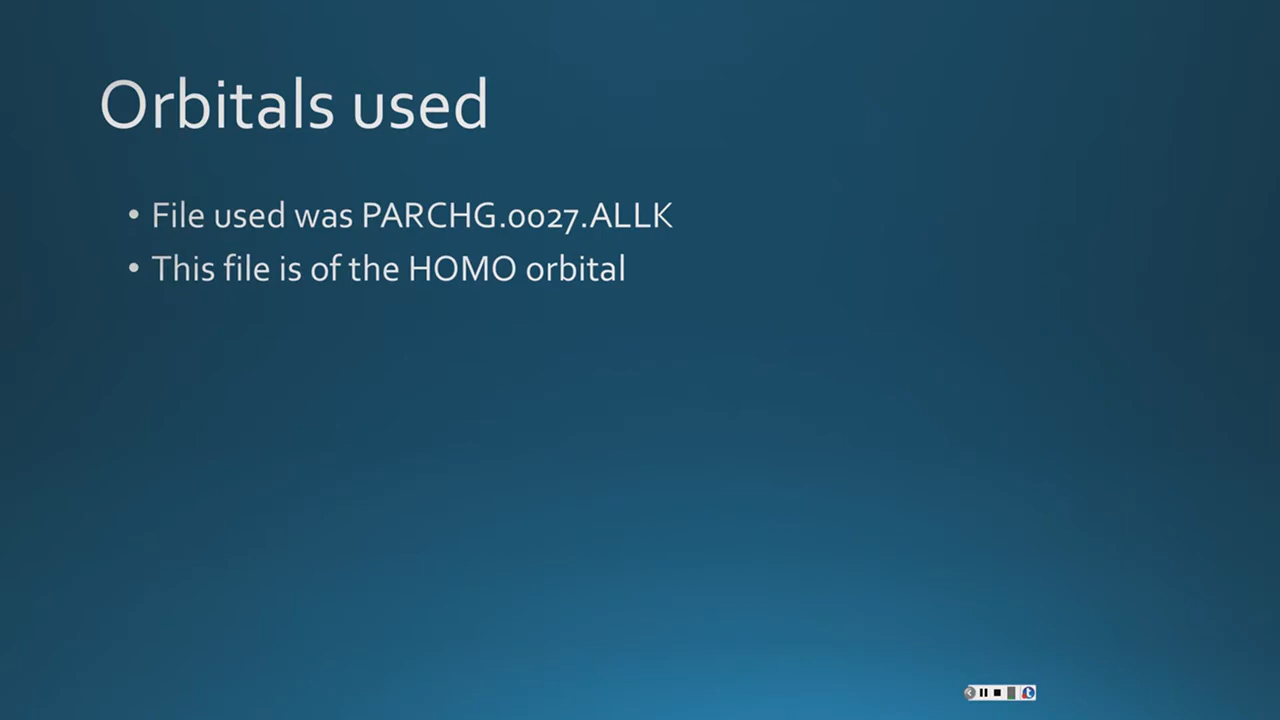 Orbitals used
• File used was PARCHG.0027.ALLK
• This file is of the HOMO orbital